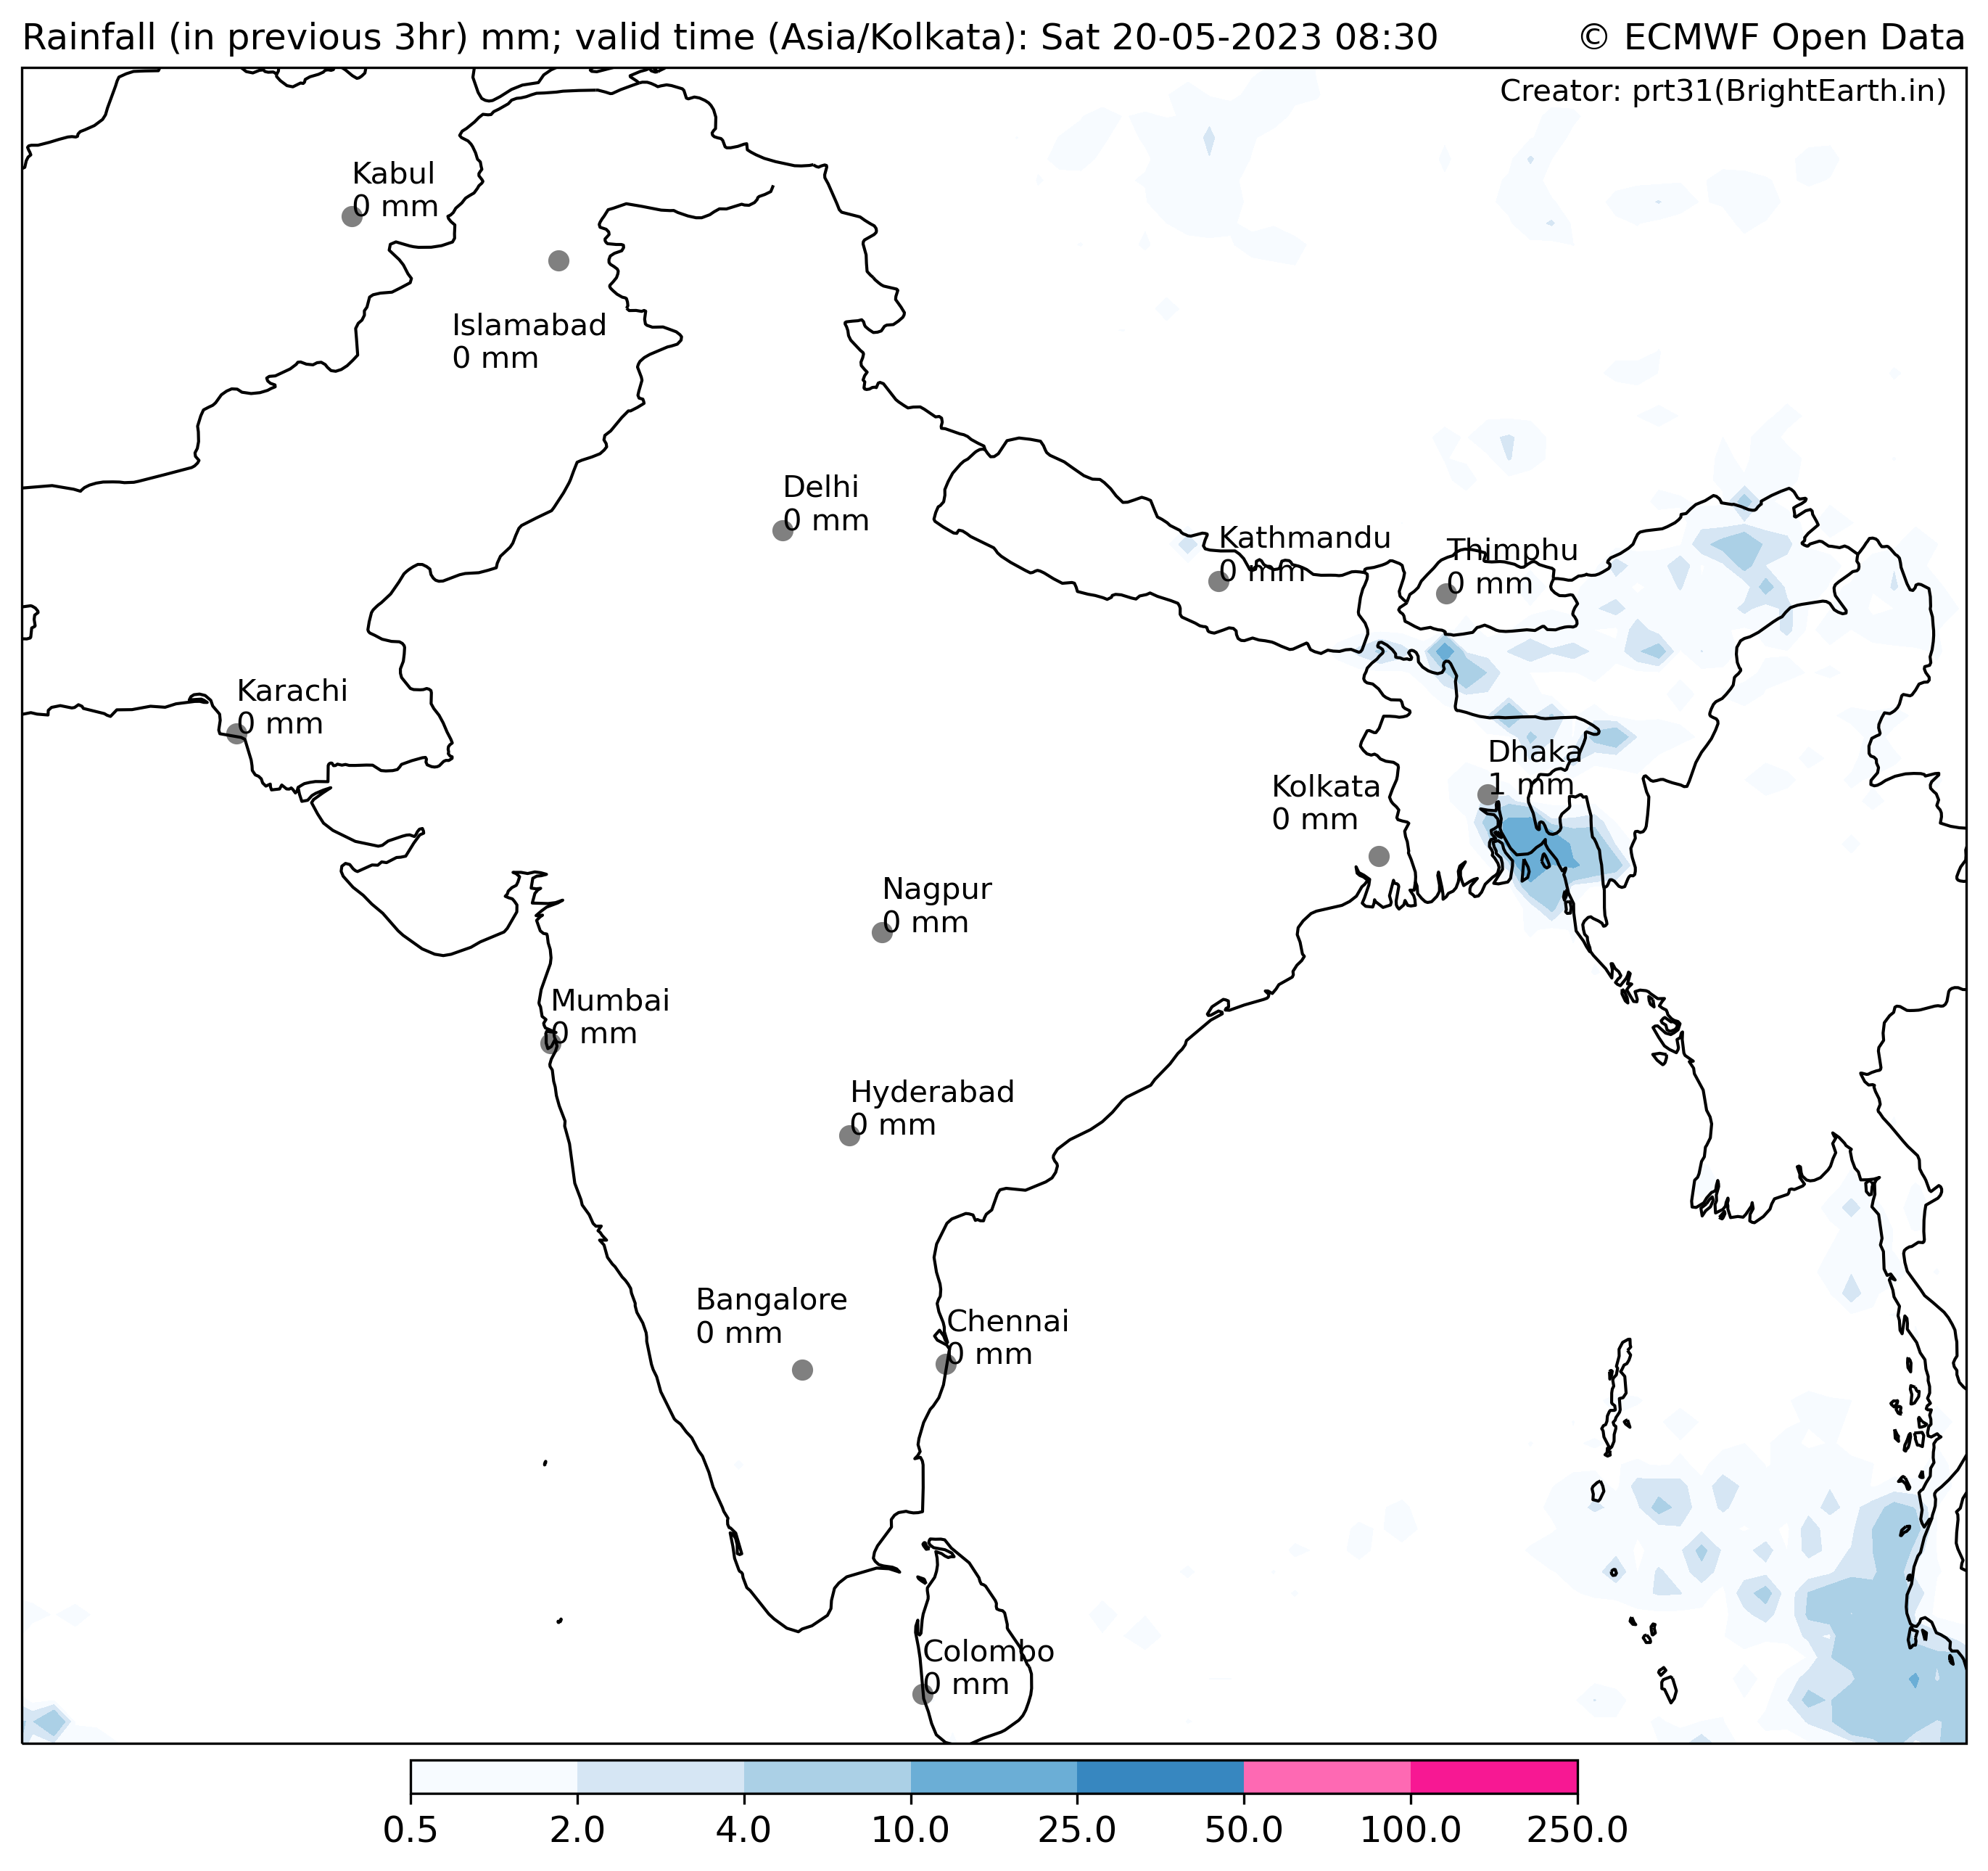 Rainfall (in previous 3hr) mm; valid time (Asia/Kolkata): Sat 20-05-2023 08:30
© ECMWF Open Data
Creator: prt31(BrightEarth.in)
Kabul
0 mm
Islamabad
0 mm
Delhi
0 mm
Kathmandu
0 mm
Thimphu
0 mm
Karachi
0 mm
Dhaka
1 mm
Kolkata
0 mm
Nagpur
0 mm
Mumbai
0 mm
Hyderabad
0 mm
Bangalore
0 mm
Chennai
0 mm
Colombo
0 mm
0.5 2.0 4.0 10.0 25.0 50.0 100.0 250.0